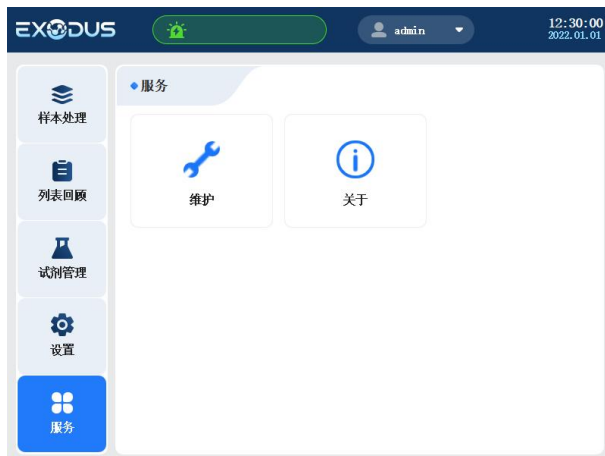 EXODUS
admin
12:30:00
2022.01.01
样本处理
列表回顾
试剂管理
设置
服务
服务
维护
关于